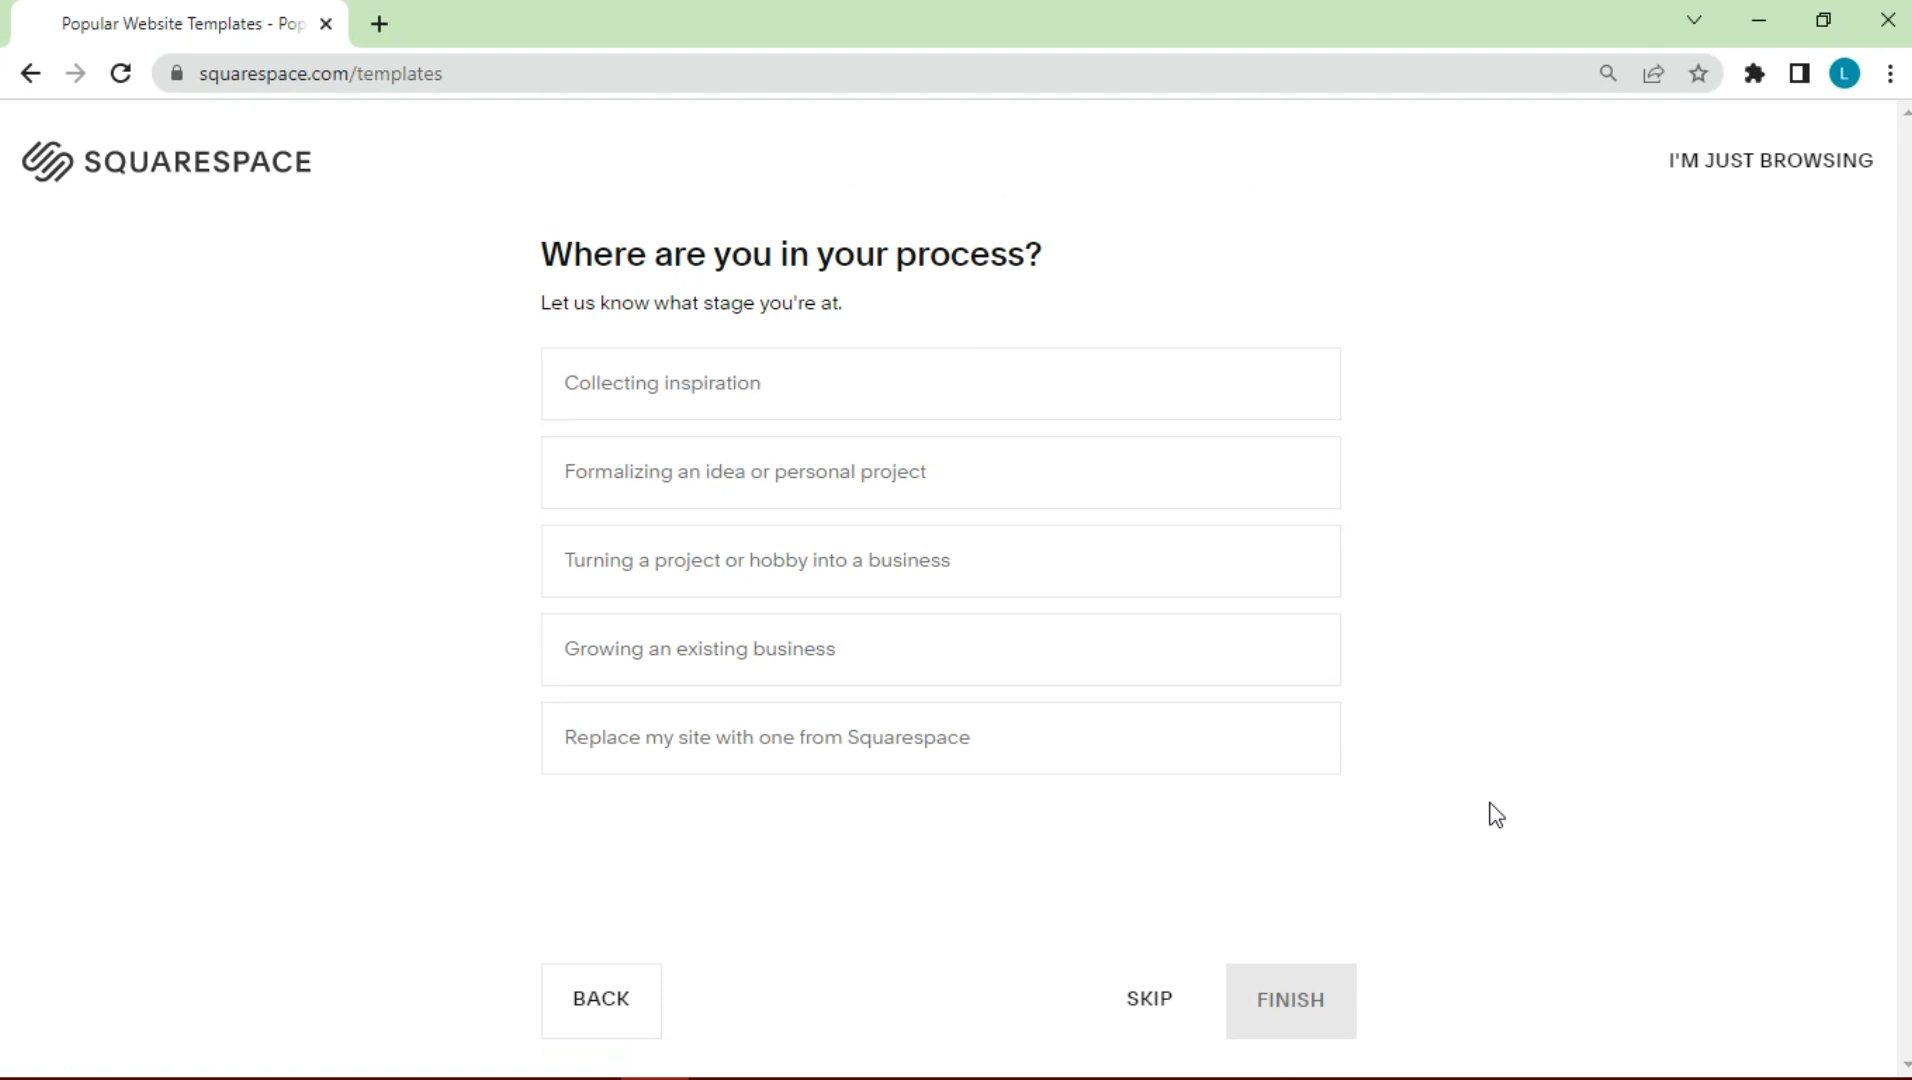 Popular Website Templates - Pop
squarespace.com/templates
L
SQUARESPACE
I'M JUST BROWSING
Where are you in your process?
Let us know what stage you're at.
Collecting inspiration
Formalizing an idea or personal project
Turning a project or hobby into a business
Growing an existing business
Replace my site with one from Squarespace
BACK
SKIP
FINISH